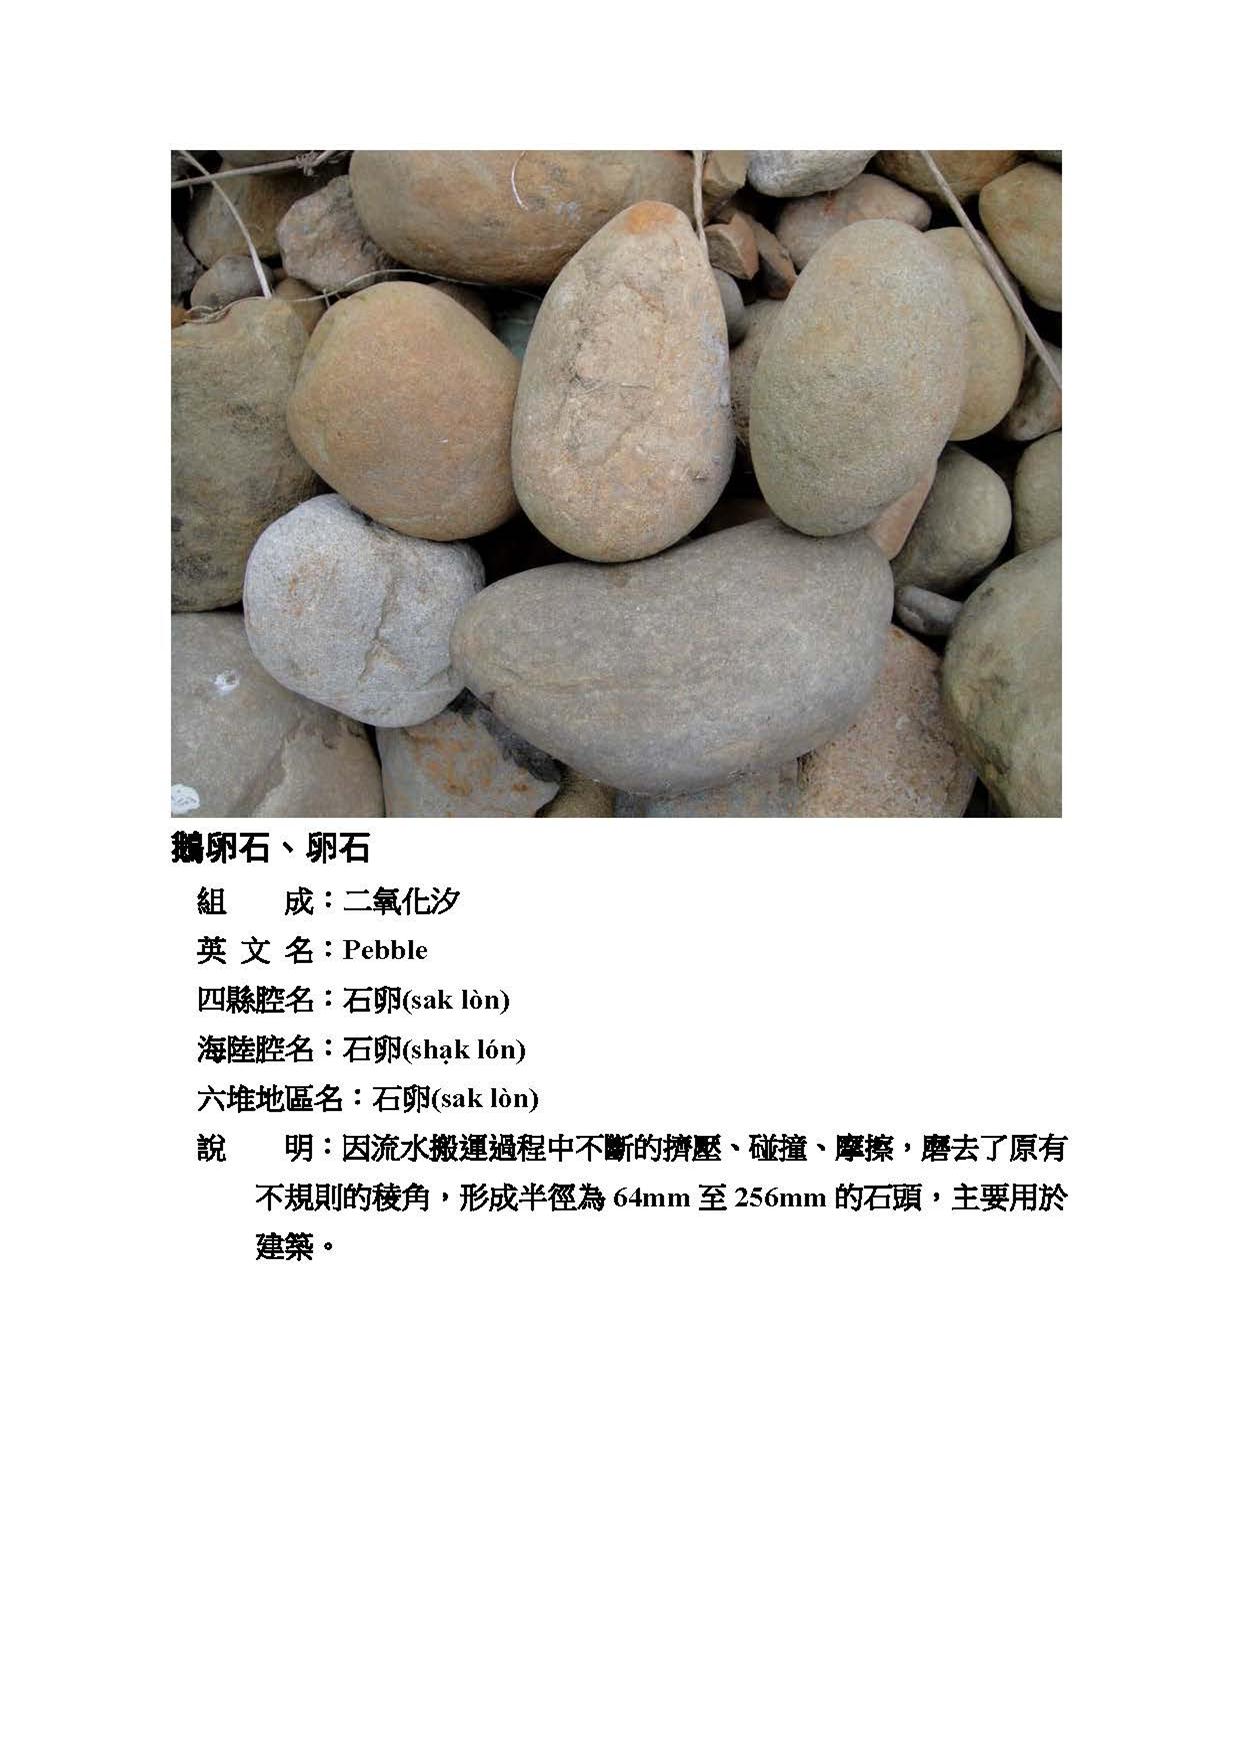 鵝卵石、卵石
組　　成：二氧化汐
英 文 名：Pebble
四縣腔名：石卵(sak lòn)
海陸腔名：石卵(shạk lón)
六堆地區名：石卵(sak lòn)
說　　明：因流水搬運過程中不斷的擠壓、碰撞、摩擦，磨去了原有
不規則的稜角，形成半徑為 64mm 至 256mm 的石頭，主要用於
建築。